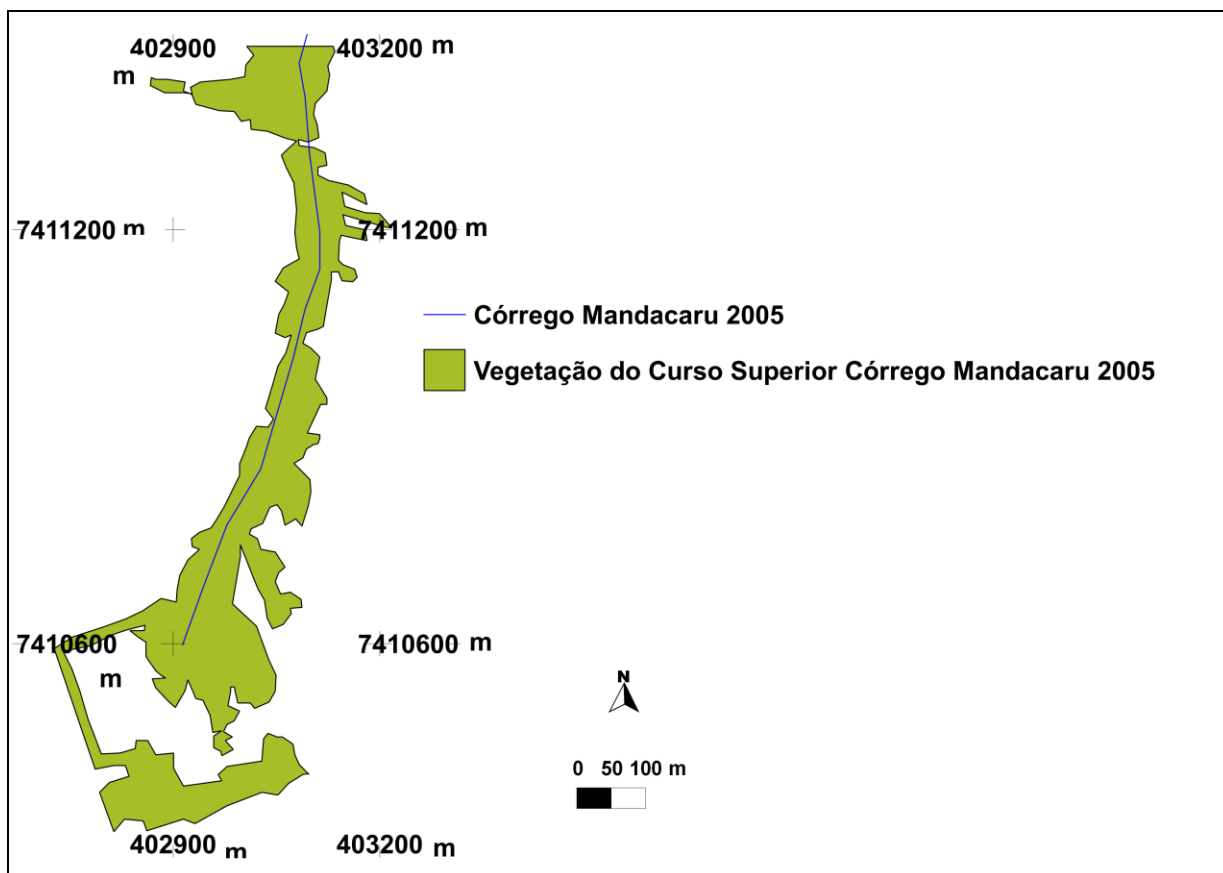 402900 m
403200 m
7411200 m
7411200 m
Córrego Mandacaru 2005
Vegetação do Curso Superior Córrego Mandacaru 2005
7410600 m
7410600 m
N
0 50 100 m
402900 m
403200 m